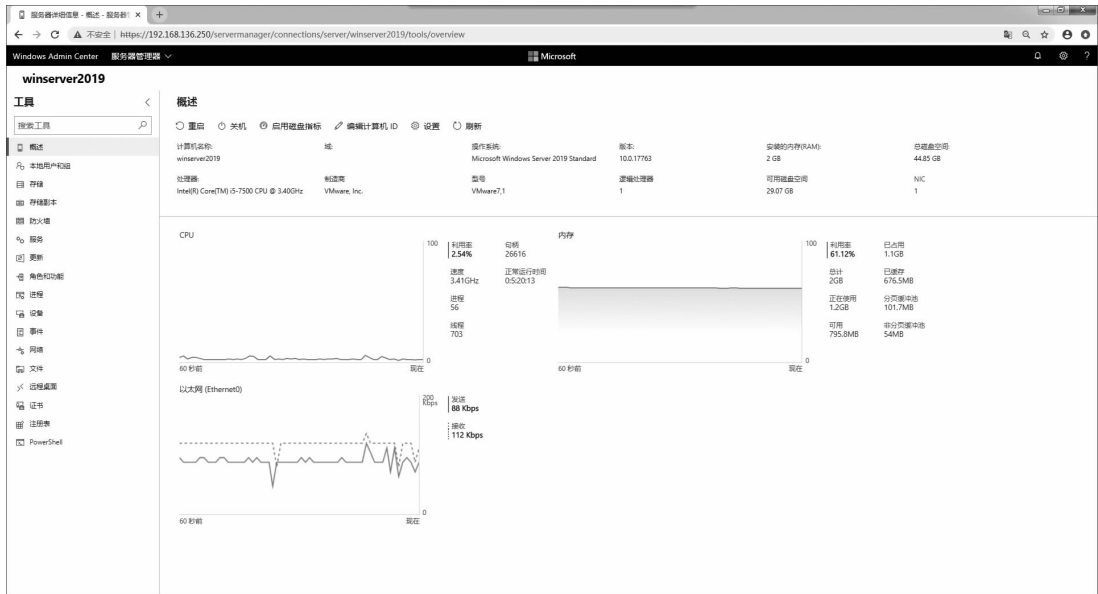 服务器详细信息 - 概述 - 服务器
不安全 | https://192.168.136.250/servermanager/connections/server/winserver2019/tools/overview
Windows Admin Center 服务器管理器 Microsoft ?
winserver2019
工具
搜索工具
概述
本地用户和组
存储
存储副本
防火墙
服务
更新
角色和功能
进程
设备
事件
网络
文件
远程桌面
证书
注册表
PowerShell
概述
重启 关机 启用磁盘指标 编辑计算机 ID 设置 刷新
计算机名称: 域: 操作系统: 版本: 安装的内存(RAM): 总磁盘空间:
winserver2019 Microsoft Windows Server 2019 Standard 10.0.17763 2 GB 44.85 GB
处理器: 制造商 型号 逻辑处理器 可用磁盘空间 NIC
Intel(R) Core(TM) i5-7500 CPU @ 3.40GHz VMware, Inc. VMware7,1 1 29.07 GB 1
CPU
100
利用率 句柄
2.54% 26616
速度 正常运行时间
3.41GHz 0:5:20:13
进程
56
线程
703
0
60 秒前 现在
内存
100
利用率 已占用
61.12% 1.1GB
总计 已缓存
2GB 676.5MB
正在使用 分页缓冲池
1.2GB 101.7MB
可用 非分页缓冲池
795.8MB 54MB
0
60 秒前 现在
以太网 (Ethernet0)
200
Kbps
发送
88 Kbps
接收
112 Kbps
0
60 秒前 现在